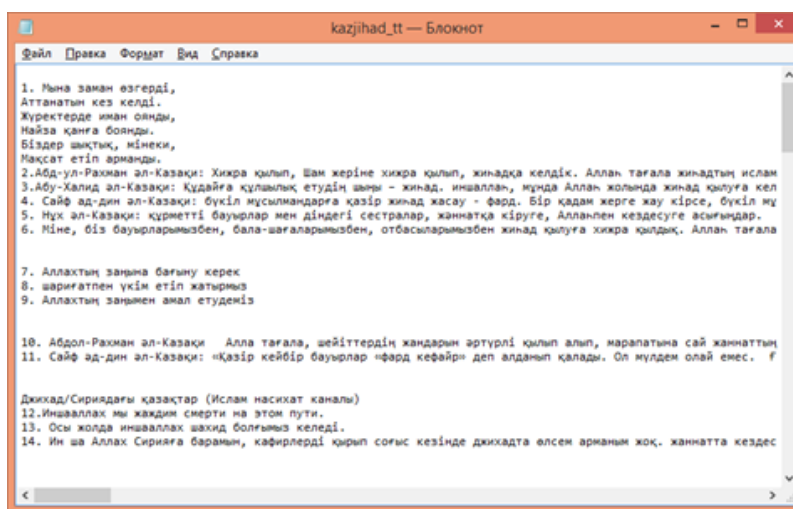 kazjihad_tt — Блокнот
Файл Правка Формат Вид Справка
1. Мына заман өзгерді,
Аттанатын кез келді.
Жүректерде иман оянды,
Найза қанға боянды.
Біздер шықтық, мінеки,
Мақсат етіп арманды.
2.Абд-ул-Рахман әл-Казақи: Хижра қылып, Шам жеріне хижра қылып, жиһадқа келдік. Аллаһ тағала жиһадтың ислам
3.Абу-Халид әл-Казақи: Құдайға құлшылық етудің шыңы - жиһад. иншаллаһ, мұнда Аллаһ жолында жиһад қылуға кел
4. Сайф ад-дин әл-Казақи: бүкіл мұсылмандарға қазір жиһад жасау - фард. Бір қадам жерге жау кірсе, бүкіл мұ
5. Нұх әл-Казақи: құрметті бауырлар мен діндегі сестралар, жәннатқа кіруге, Аллаһпен кездесуге асығыңдар.
6. Міне, біз бауырларымызбен, бала-шағаларымызбен, отбасыларымызбен жиһад қылуға хижра қылдық. Аллаһ тағала
7. Аллахтың заңына бағыну керек
8. шариғатпен үкім етіп жатырмыз
9. Аллахтың заңымен амал етудеміз
10. Абдол-Рахман әл-Казақи Алла тағала, шейіттердің жандарын әртүрлі қылып алып, марапатына сай жаннаттың
11. Сайф ад-дин әл-Казақи: «Қазір кейбір бауырлар «фард кефайр» деп алданып қалады. Ол мүлдем олай емес. Ғ
Джихад/Сириядағы қазақтар (Ислам насихат каналы)
12.Иншааллах мы жаждим смерти на этом пути.
13. Осы жолда иншааллах шахид болғымыз келеді.
14. Ин ша Аллах Сирияға барамын, кафирлерді қырып соғыс кезінде джихадта өлсем арманым жоқ. жаннатта кездес